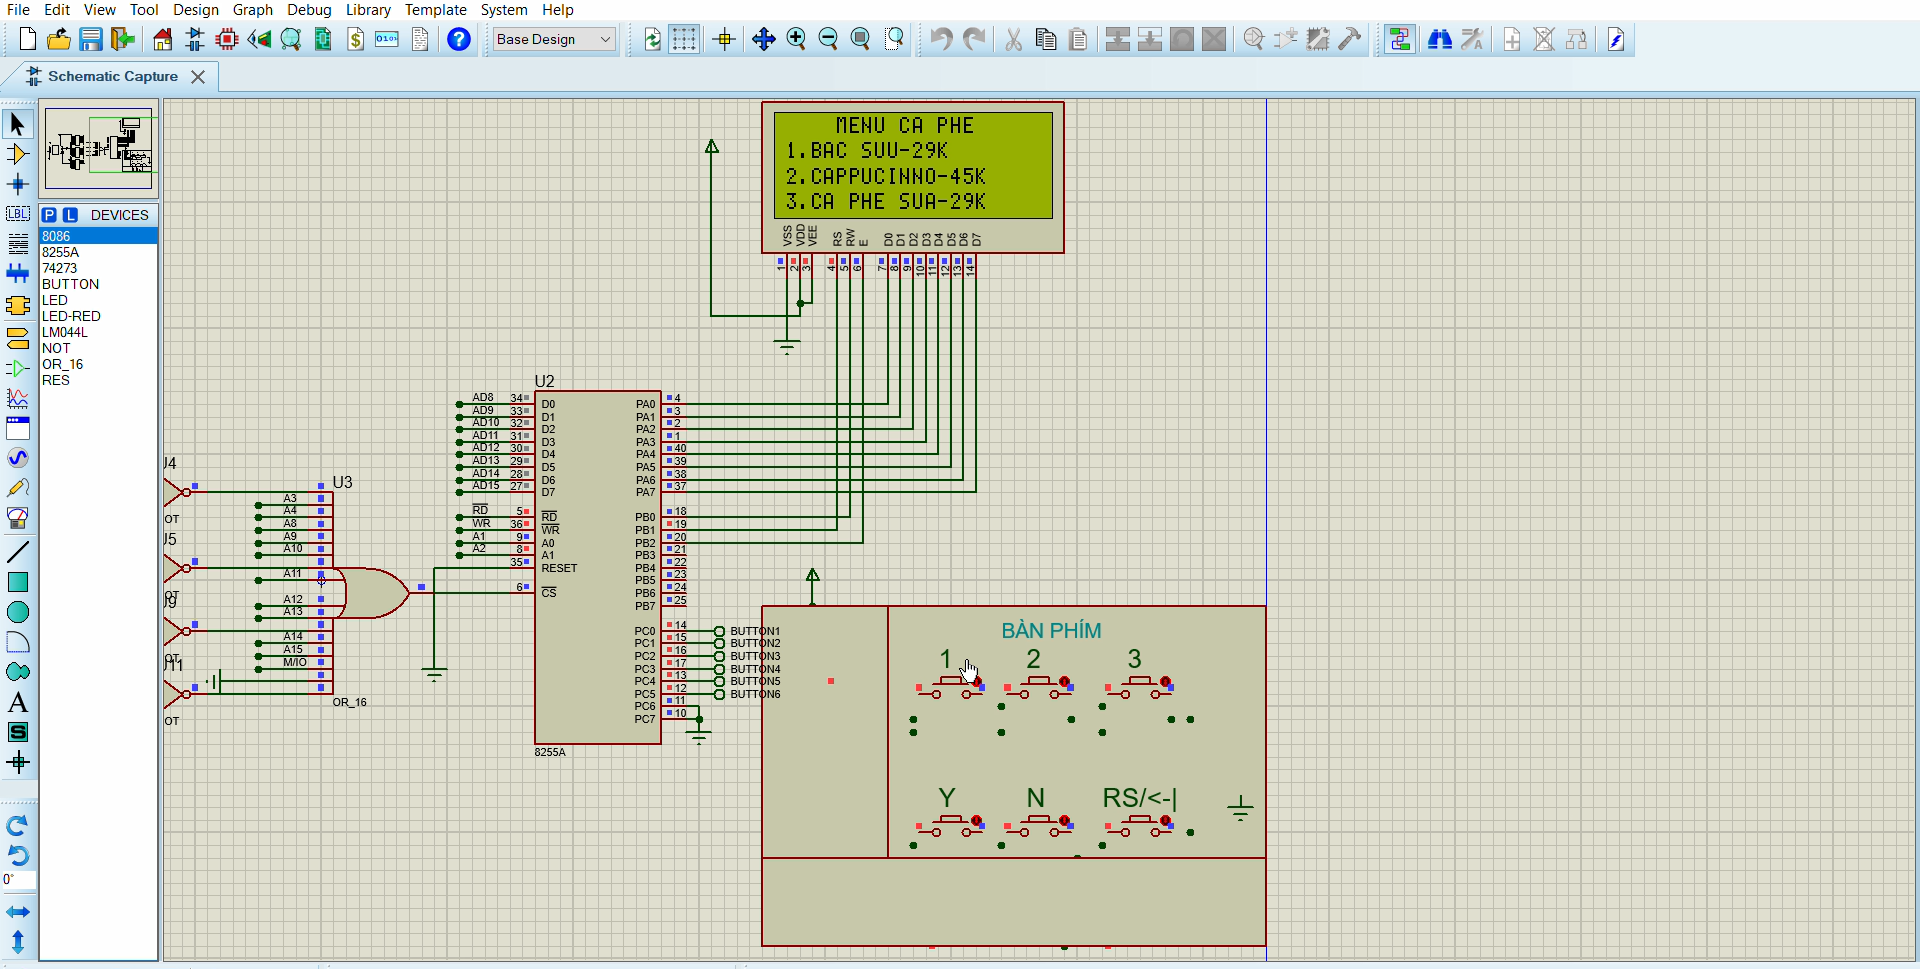 File Edit View Tool Design Graph Debug Library Template System Help
Base Design
Schematic Capture
P L DEVICES
8086
8255A
74273
BUTTON
LED
LED-RED
LM044L
NOT
OR_16
RES
LBL
A
S
0°
MENU CA PHE
1.BAC SUU-29K
2.CAPPUCINNO-45K
3.CA PHE SUA-29K
VSS VDD VEE RS RW E D0 D1 D2 D3 D4 D5 D6 D7
1 2 3 4 5 6 7 8 9 10 11 12 13 14
U2
AD8 34 D0 PA0 4
AD9 33 D1 PA1 3
AD10 32 D2 PA2 2
AD11 31 D3 PA3 1
AD12 30 D4 PA4 40
AD13 29 D5 PA5 39
AD14 28 D6 PA6 38
AD15 27 D7 PA7 37
RD 5 RD PB0 18
WR 36 WR PB1 19
A1 9 A0 PB2 20
A2 8 A1 PB3 21
35 RESET PB4 22
PB5 23
6 CS PB6 24
PB7 25
PC0 14 BUTTON1
PC1 15 BUTTON2
PC2 16 BUTTON3
PC3 17 BUTTON4
PC4 13 BUTTON5
PC5 12 BUTTON6
PC6 11
PC7 10
8255A
J4
U3
A3
A4
A8
A9
A10
A11
A12
A13
A14
A15
M/IO
OR_16
OT
J5
J9
OT
J11
OT
OT
BÀN PHÍM
1 2 3
Y N RS/<-|